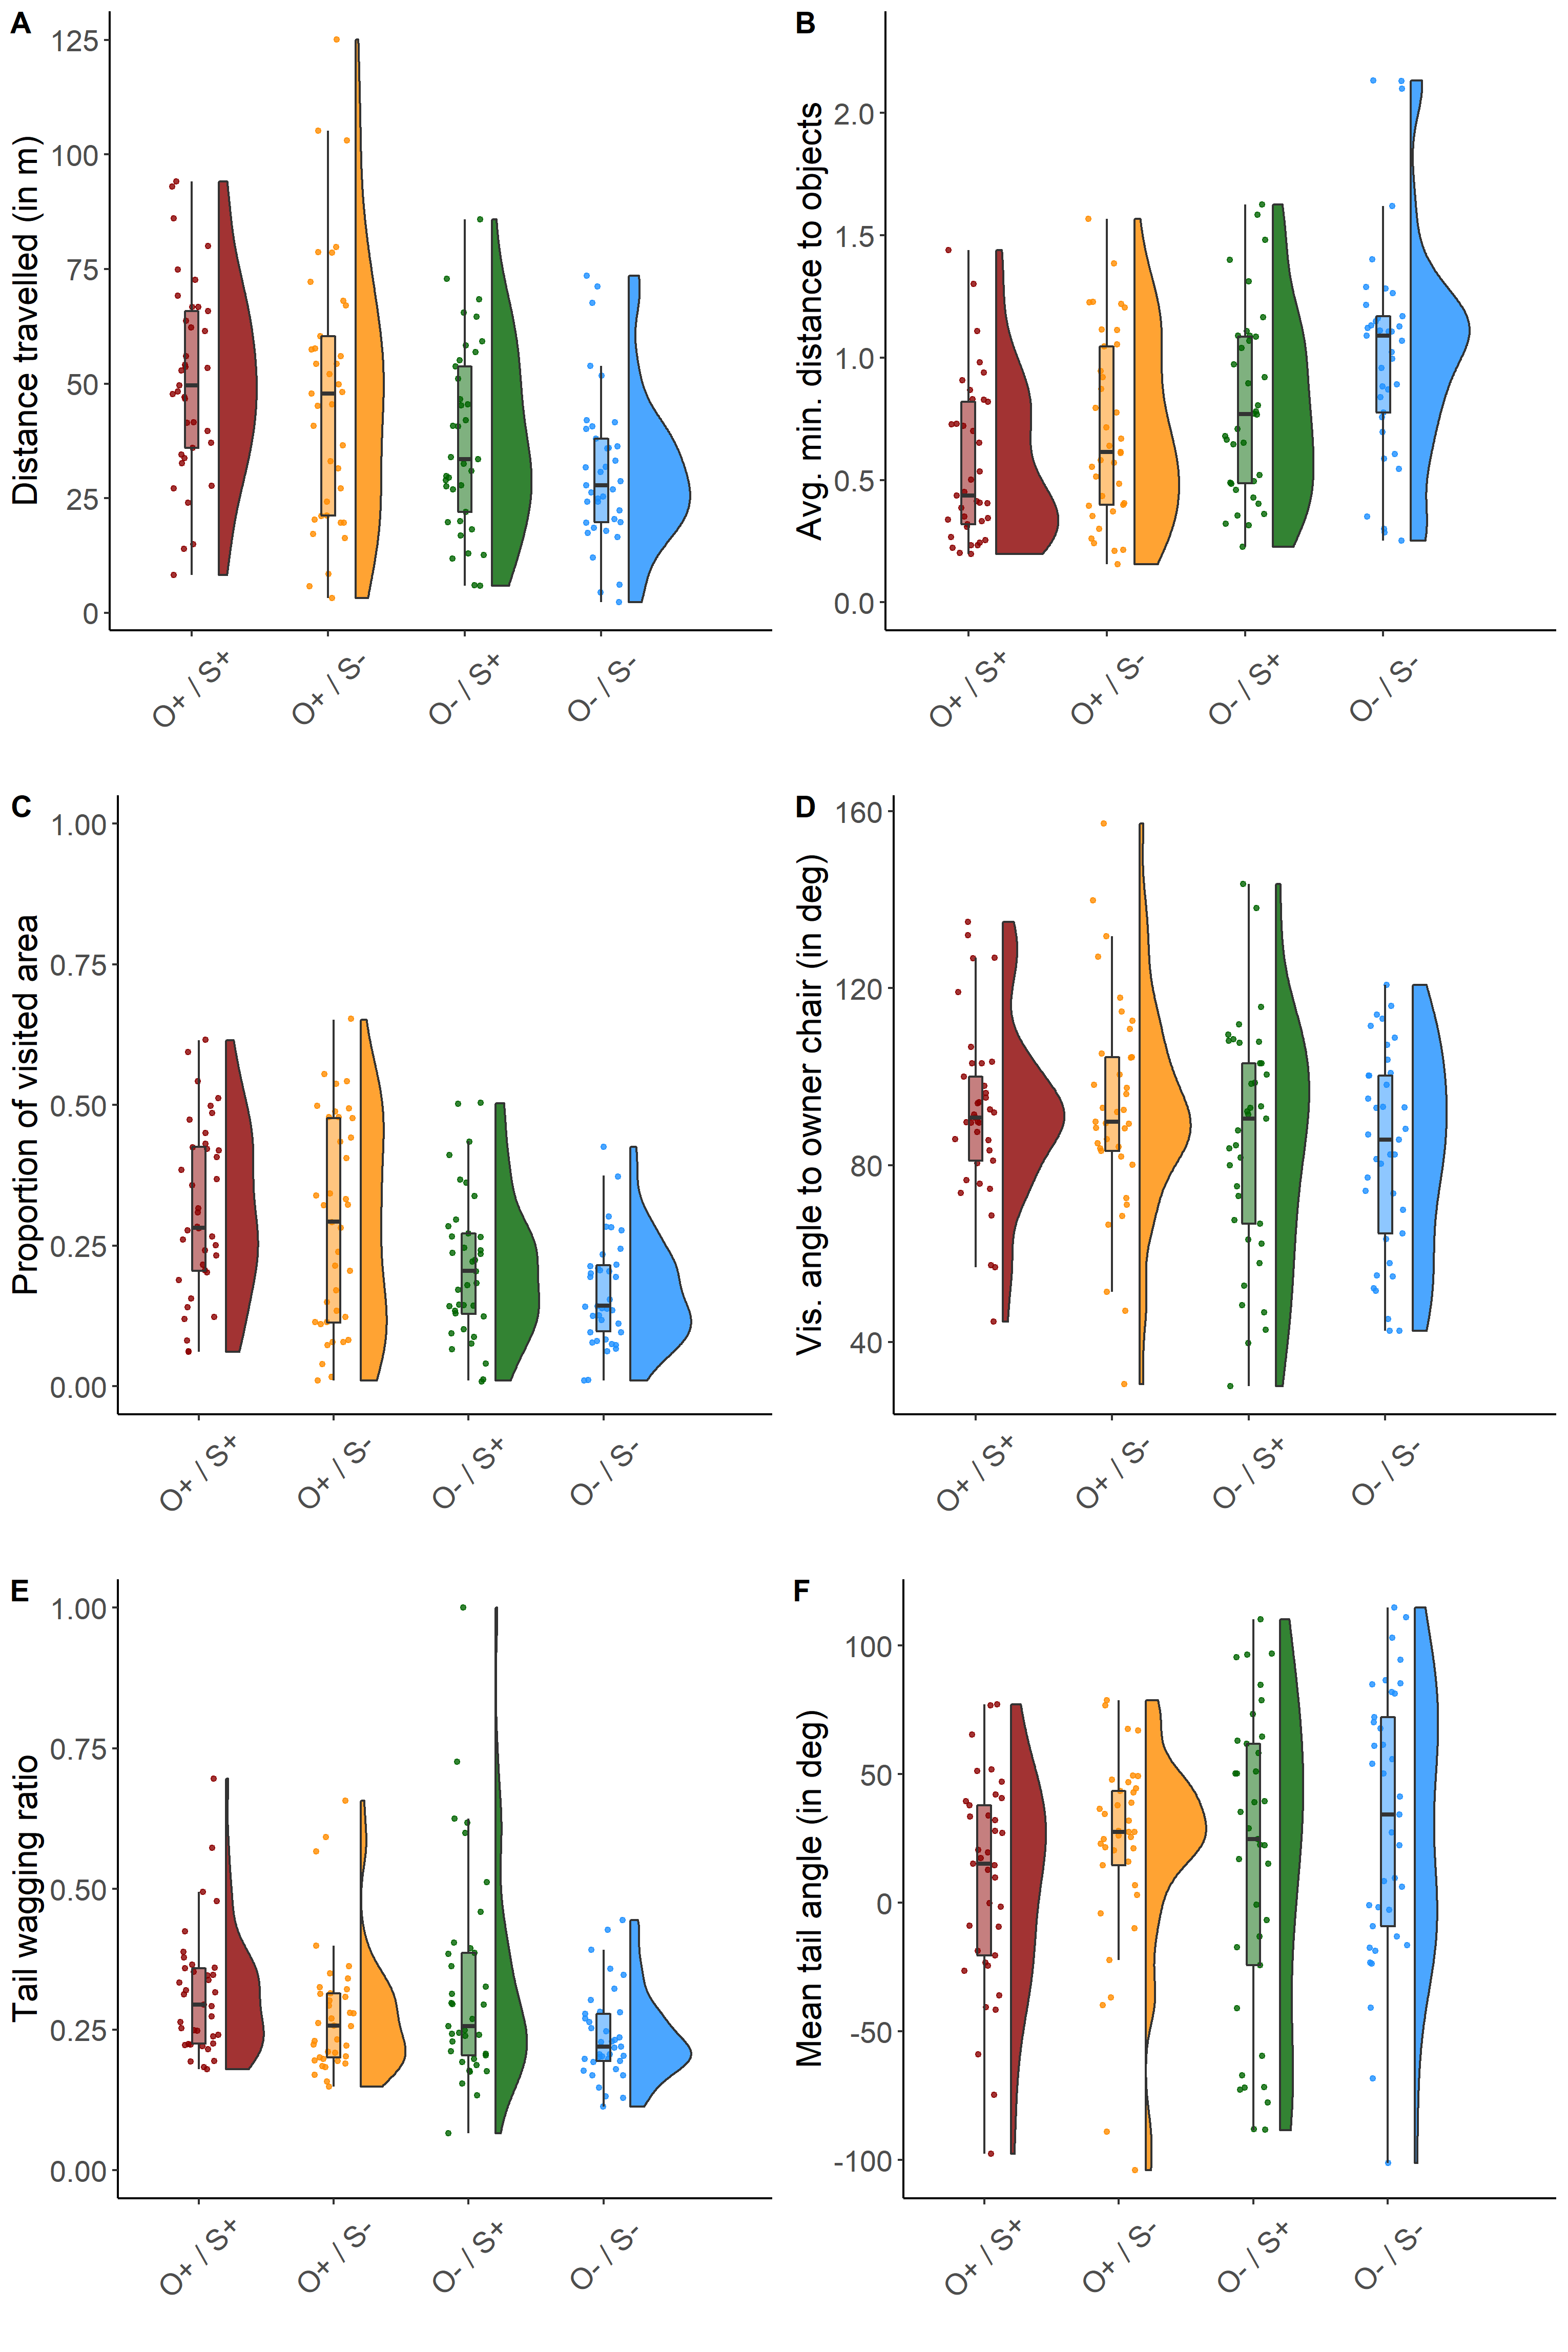 A
Distance travelled (in m)
125
100
75
50
25
0
O+ / S+
O+ / S-
O- / S+
O- / S-
B
Avg. min. distance to objects
2.0
1.5
1.0
0.5
0.0
O+ / S+
O+ / S-
O- / S+
O- / S-
C
Proportion of visited area
1.00
0.75
0.50
0.25
0.00
O+ / S+
O+ / S-
O- / S+
O- / S-
D
Vis. angle to owner chair (in deg)
160
120
80
40
O+ / S+
O+ / S-
O- / S+
O- / S-
E
Tail wagging ratio
1.00
0.75
0.50
0.25
0.00
O+ / S+
O+ / S-
O- / S+
O- / S-
F
Mean tail angle (in deg)
100
50
0
-50
-100
O+ / S+
O+ / S-
O- / S+
O- / S-